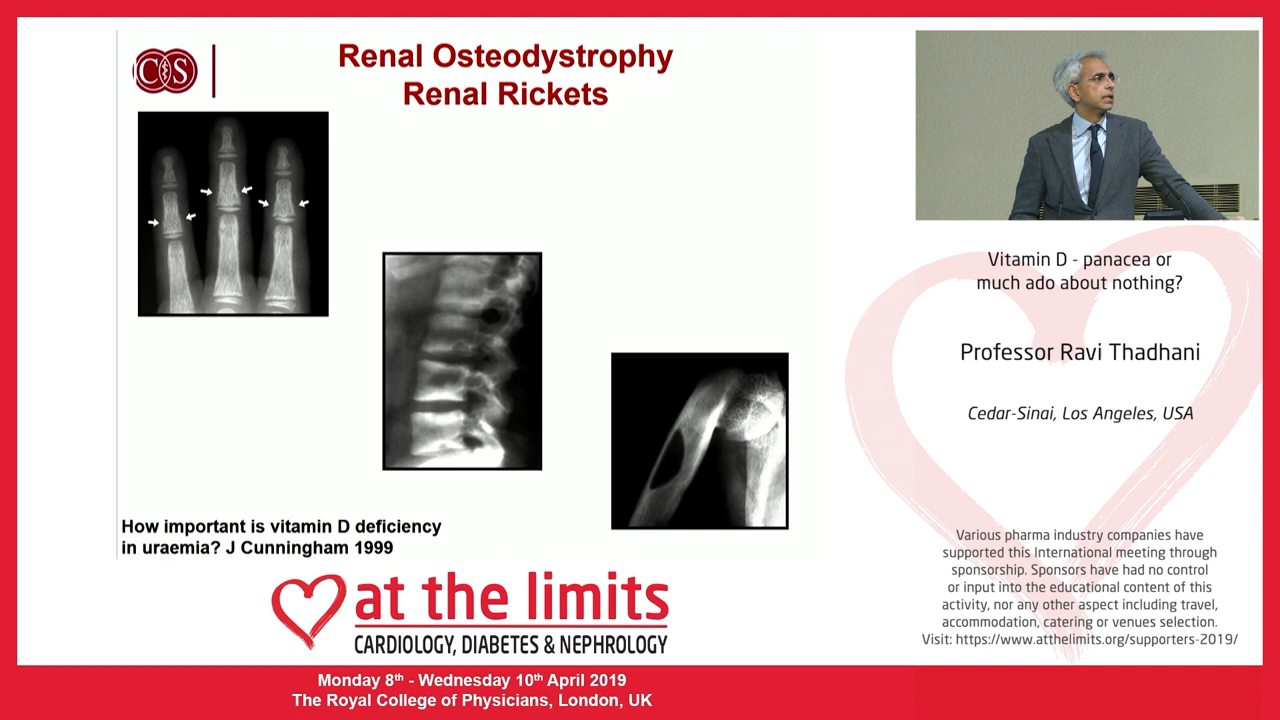 CS
Renal Osteodystrophy
Renal Rickets
How important is vitamin D deficiency
in uraemia? J Cunningham 1999
at the limits
CARDIOLOGY, DIABETES & NEPHROLOGY
Monday 8th - Wednesday 10th April 2019
The Royal College of Physicians, London, UK
Vitamin D - panacea or
much ado about nothing?
Professor Ravi Thadhani
Cedar-Sinai, Los Angeles, USA
Various pharma industry companies have
supported this International meeting through
sponsorship. Sponsors have had no control
or input into the educational content of this
activity, nor any other aspect including travel,
accommodation, catering or venues selection.
Visit: https://www.atthelimits.org/supporters-2019/